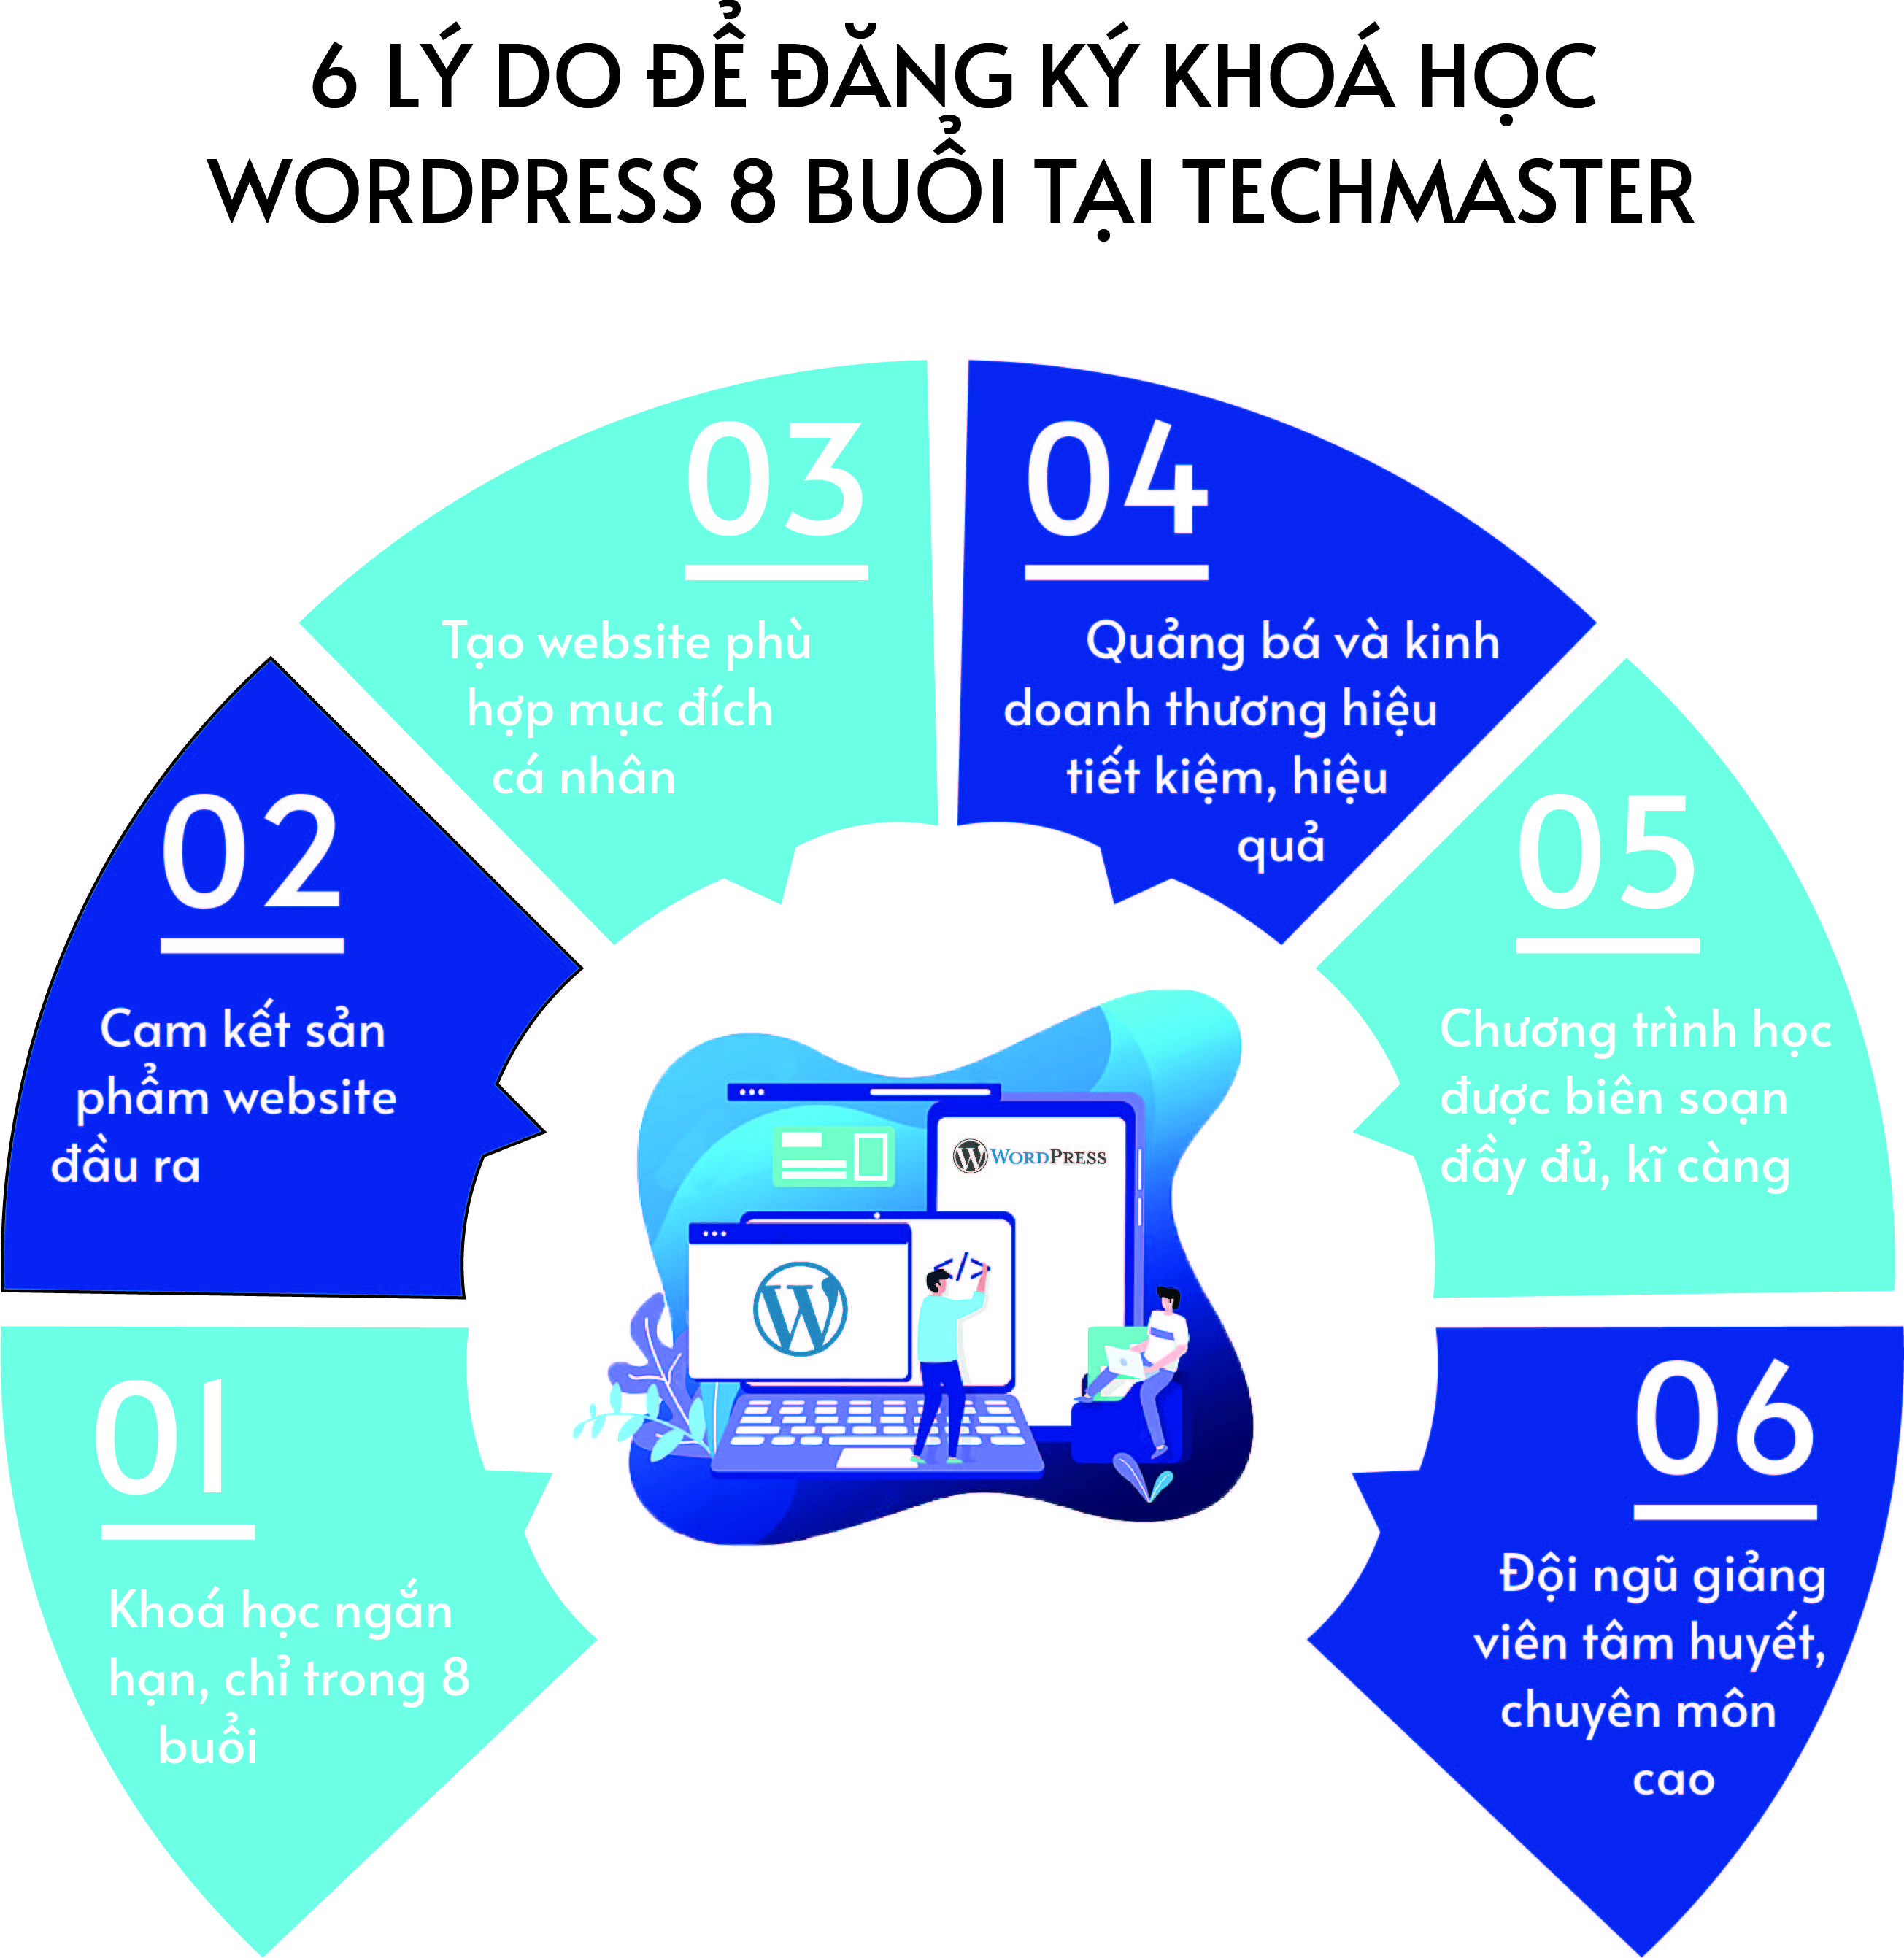 6 LÝ DO ĐỂ ĐĂNG KÝ KHOÁ HỌC
WORDPRESS 8 BUỔI TẠI TECHMASTER
01
Khoá học ngắn
hạn, chỉ trong 8
buổi
02
Cam kết sản
phẩm website
đầu ra
03
Tạo website phù
hợp mục đích
cá nhân
04
Quảng bá và kinh
doanh thương hiệu
tiết kiệm, hiệu
quả
05
Chương trình học
được biên soạn
đầy đủ, kĩ càng
06
Đội ngũ giảng
viên tâm huyết,
chuyên môn
cao
WORDPRESS
W
</>